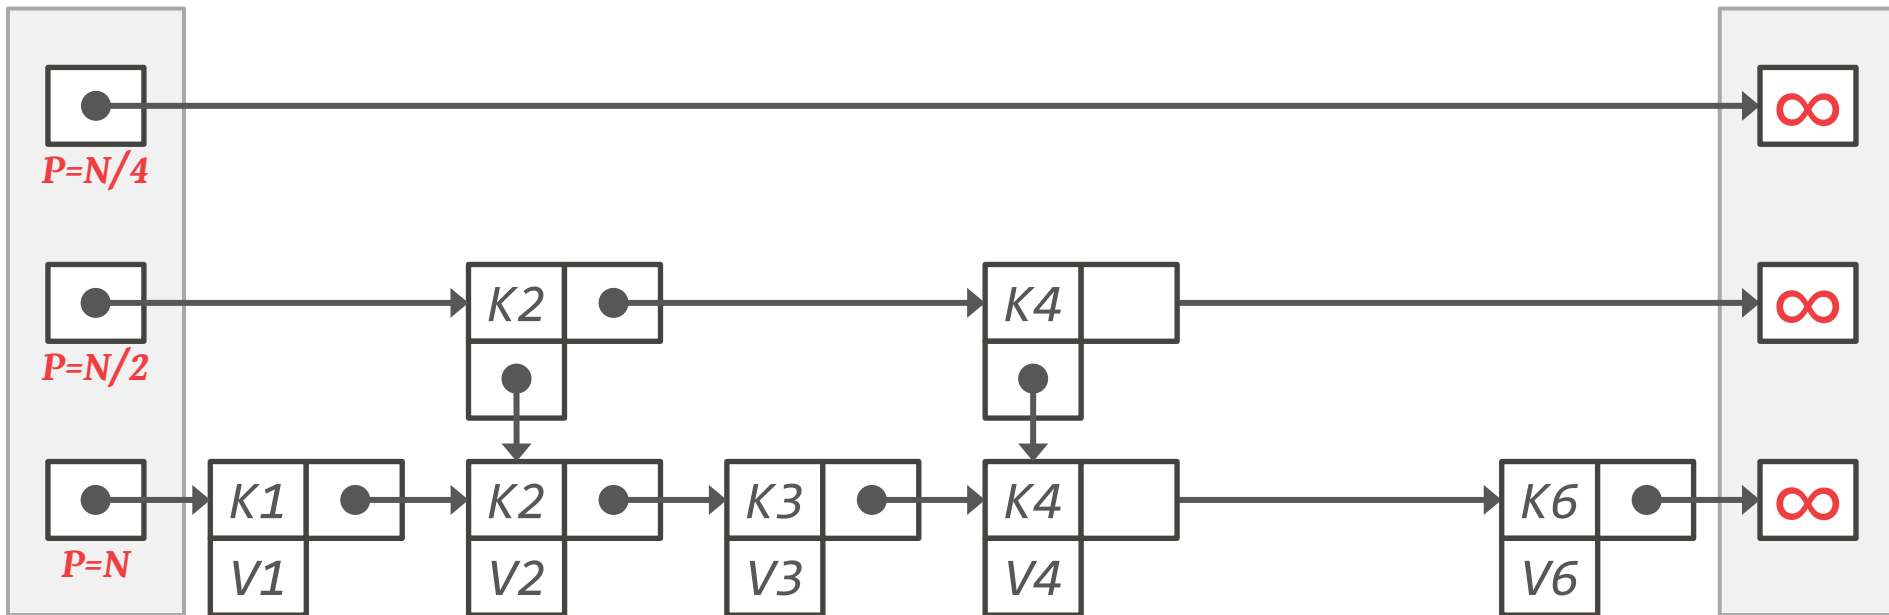 ∞
P=N/4
K2 K4 ∞
P=N/2
K1 K2 K3 K4 K6 ∞
P=N
V1 V2 V3 V4 V6